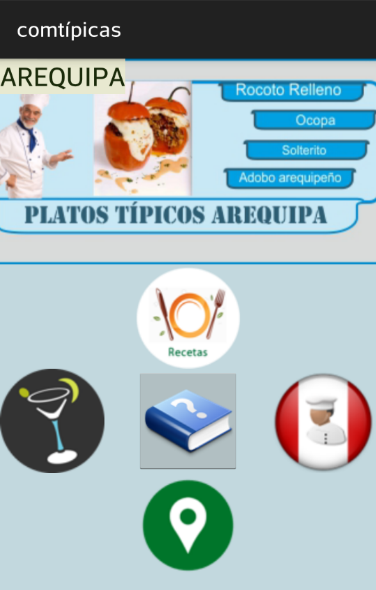 comtípicas
AREQUIPA
Rocoto Relleno
Ocopa
Solterito
Adobo arequipeño
PLATOS TÍPICOS AREQUIPA
Recetas
?